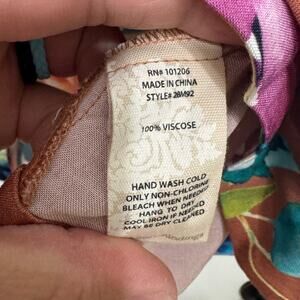 RN# 101206
MADE IN CHINA
STYLE# 28M92
100% VISCOSE
HAND WASH COLD
ONLY NON-CHLORINE
BLEACH WHEN NEEDED
HANG TO DRY
COOL IRON IF NEEDED
MAY BE DRY CLEANED